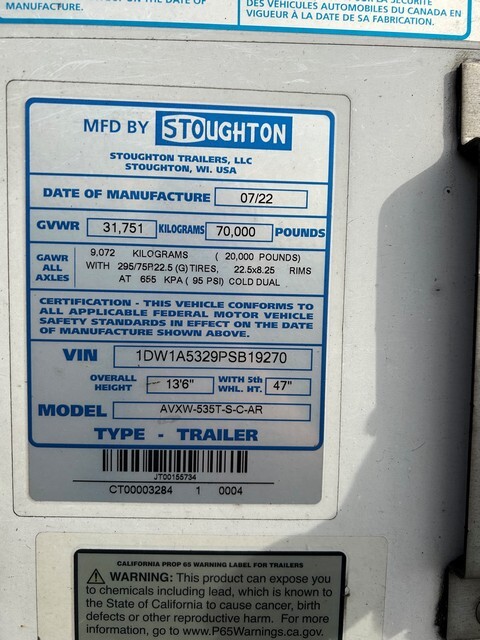 MANUFACTURE.
DES VÉHICULES AUTOMOBILES DU CANADA EN
VIGUEUR À LA DATE DE SA FABRICATION.
MFD BY STOUGHTON
STOUGHTON TRAILERS, LLC
STOUGHTON, WI. USA
DATE OF MANUFACTURE 07/22
GVWR 31,751 KILOGRAMS 70,000 POUNDS
GAWR ALL AXLES
9,072 KILOGRAMS ( 20,000 POUNDS)
WITH 295/75R22.5 (G) TIRES, 22.5x8.25 RIMS
AT 655 KPA ( 95 PSI) COLD DUAL
CERTIFICATION - THIS VEHICLE CONFORMS TO
ALL APPLICABLE FEDERAL MOTOR VEHICLE
SAFETY STANDARDS IN EFFECT ON THE DATE
OF MANUFACTURE SHOWN ABOVE.
VIN 1DW1A5329PSB19270
OVERALL HEIGHT 13'6" WITH 5th WHL. HT. 47"
MODEL AVXW-535T-S-C-AR
TYPE - TRAILER
JT00155734
CT00003284 1 0004
CALIFORNIA PROP 65 WARNING LABEL FOR TRAILERS
WARNING: This product can expose you
to chemicals including lead, which is known to
the State of California to cause cancer, birth
defects or other reproductive harm. For more
information, go to www.P65Warnings.ca.gov.